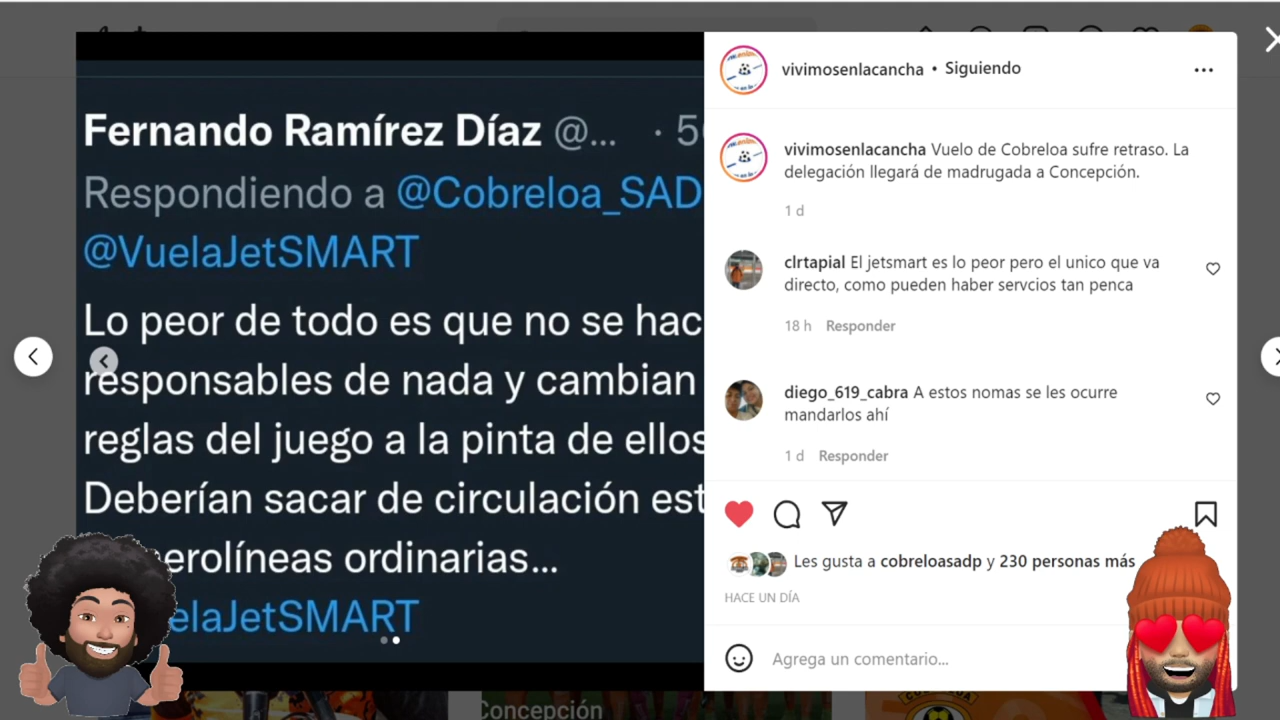 Fernando Ramírez Díaz @... · 5
Respondiendo a @Cobreloa_SAD
@VuelaJetSMART
Lo peor de todo es que no se hac
responsables de nada y cambian
reglas del juego a la pinta de ellos
Deberían sacar de circulación est
erolíneas ordinarias...
elaJetSMART
vivimosenlacancha • Siguiendo
vivimosenlacancha Vuelo de Cobreloa sufre retraso. La
delegación llegará de madrugada a Concepción.
1 d
clrtapial El jetsmart es lo peor pero el unico que va
directo, como pueden haber servcios tan penca
18 h Responder
diego_619_cabra A estos nomas se les ocurre
mandarlos ahí
1 d Responder
Les gusta a cobreloasadp y 230 personas más
HACE UN DÍA
Agrega un comentario...
Concepción